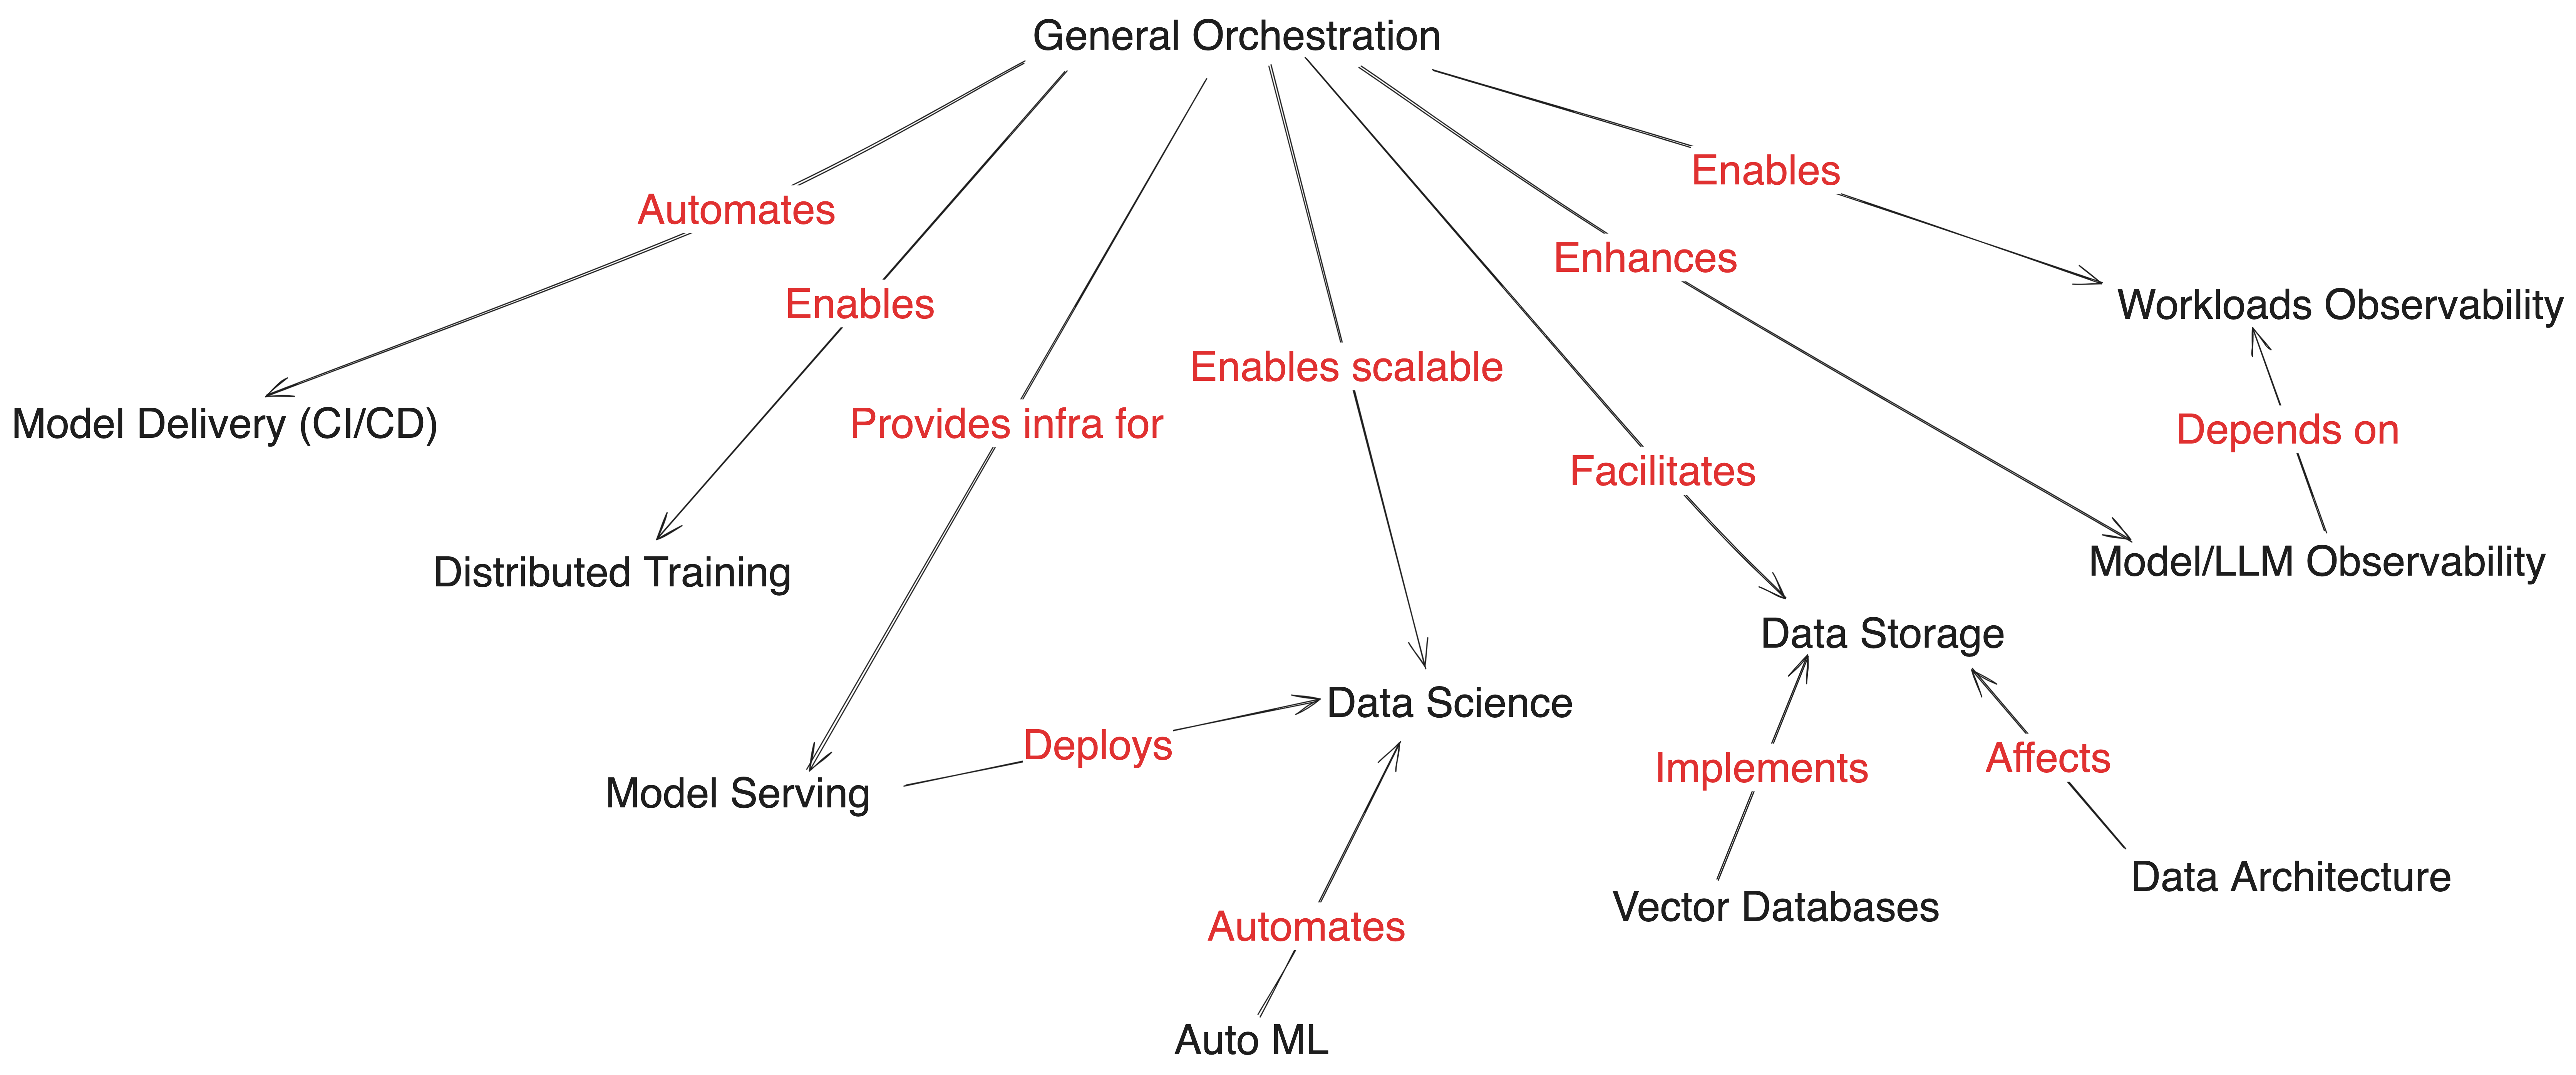 General Orchestration
Enables
Automates
Enhances
Enables
Workloads Observability
Enables scalable
Model Delivery (CI/CD)
Provides infra for
Depends on
Facilitates
Distributed Training
Model/LLM Observability
Data Storage
Data Science
Deploys
Affects
Implements
Model Serving
Data Architecture
Vector Databases
Automates
Auto ML